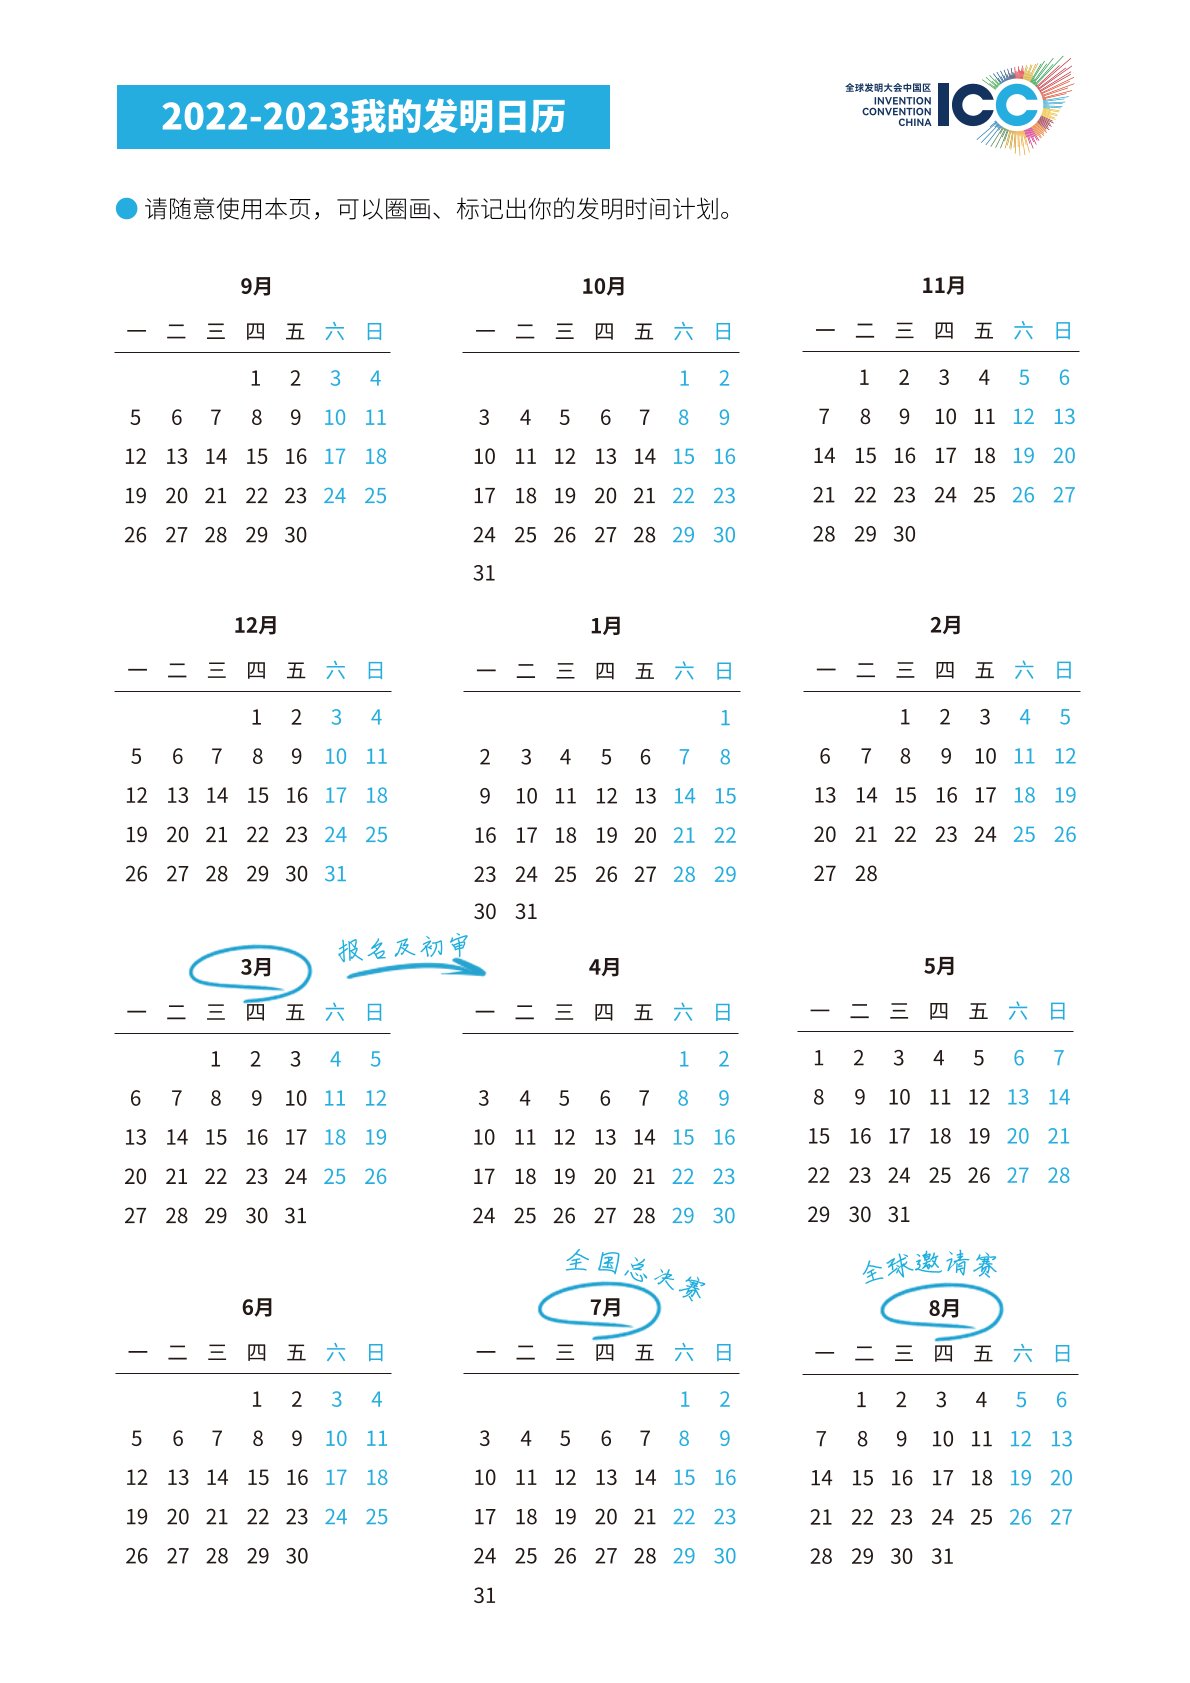 2022-2023我的发明日历
全球发明大会中国区
INVENTION
CONVENTION
CHINA
ICC
请随意使用本页，可以圈画、标记出你的发明时间计划。
9月
一 二 三 四 五 六 日
1 2 3 4
5 6 7 8 9 10 11
12 13 14 15 16 17 18
19 20 21 22 23 24 25
26 27 28 29 30
10月
一 二 三 四 五 六 日
1 2
3 4 5 6 7 8 9
10 11 12 13 14 15 16
17 18 19 20 21 22 23
24 25 26 27 28 29 30
31
11月
一 二 三 四 五 六 日
1 2 3 4 5 6
7 8 9 10 11 12 13
14 15 16 17 18 19 20
21 22 23 24 25 26 27
28 29 30
12月
一 二 三 四 五 六 日
1 2 3 4
5 6 7 8 9 10 11
12 13 14 15 16 17 18
19 20 21 22 23 24 25
26 27 28 29 30 31
1月
一 二 三 四 五 六 日
1
2 3 4 5 6 7 8
9 10 11 12 13 14 15
16 17 18 19 20 21 22
23 24 25 26 27 28 29
30 31
2月
一 二 三 四 五 六 日
1 2 3 4 5
6 7 8 9 10 11 12
13 14 15 16 17 18 19
20 21 22 23 24 25 26
27 28
3月
报名及初审
一 二 三 四 五 六 日
1 2 3 4 5
6 7 8 9 10 11 12
13 14 15 16 17 18 19
20 21 22 23 24 25 26
27 28 29 30 31
4月
一 二 三 四 五 六 日
1 2
3 4 5 6 7 8 9
10 11 12 13 14 15 16
17 18 19 20 21 22 23
24 25 26 27 28 29 30
5月
一 二 三 四 五 六 日
1 2 3 4 5 6 7
8 9 10 11 12 13 14
15 16 17 18 19 20 21
22 23 24 25 26 27 28
29 30 31
6月
一 二 三 四 五 六 日
1 2 3 4
5 6 7 8 9 10 11
12 13 14 15 16 17 18
19 20 21 22 23 24 25
26 27 28 29 30
全国总决赛
7月
一 二 三 四 五 六 日
1 2
3 4 5 6 7 8 9
10 11 12 13 14 15 16
17 18 19 20 21 22 23
24 25 26 27 28 29 30
31
全球邀请赛
8月
一 二 三 四 五 六 日
1 2 3 4 5 6
7 8 9 10 11 12 13
14 15 16 17 18 19 20
21 22 23 24 25 26 27
28 29 30 31